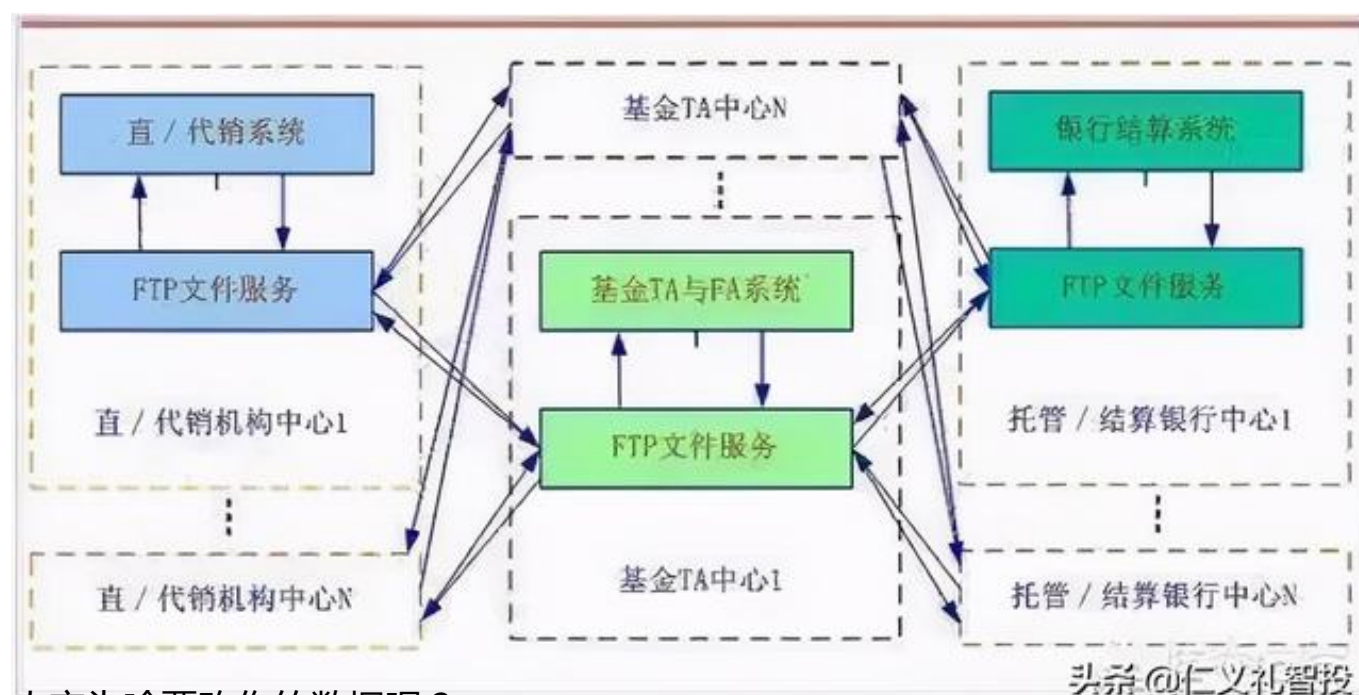 直 / 代销系统
FTP文件服务
直 / 代销机构中心1
直 / 代销机构中心N
基金TA中心N
基金TA与FA系统
FTP文件服务
基金TA中心1
银行结算系统
FTP文件服务
托管 / 结算银行中心1
托管 / 结算银行中心N
头条 @仁义礼智投